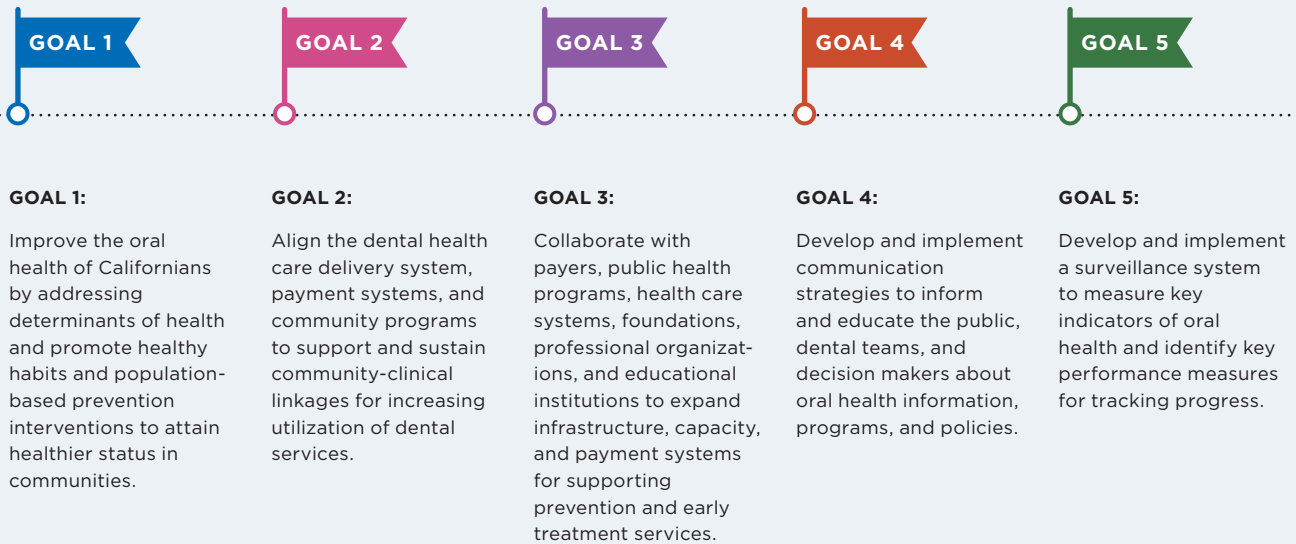 GOAL 1
GOAL 2
GOAL 3
GOAL 4
GOAL 5
GOAL 1:
Improve the oral
health of Californians
by addressing
determinants of health
and promote healthy
habits and population-
based prevention
interventions to attain
healthier status in
communities.
GOAL 2:
Align the dental health
care delivery system,
payment systems, and
community programs
to support and sustain
community-clinical
linkages for increasing
utilization of dental
services.
GOAL 3:
Collaborate with
payers, public health
programs, health care
systems, foundations,
professional organizat-
ions, and educational
institutions to expand
infrastructure, capacity,
and payment systems
for supporting
prevention and early
treatment services.
GOAL 4:
Develop and implement
communication
strategies to inform
and educate the public,
dental teams, and
decision makers about
oral health information,
programs, and policies.
GOAL 5:
Develop and implement
a surveillance system
to measure key
indicators of oral
health and identify key
performance measures
for tracking progress.